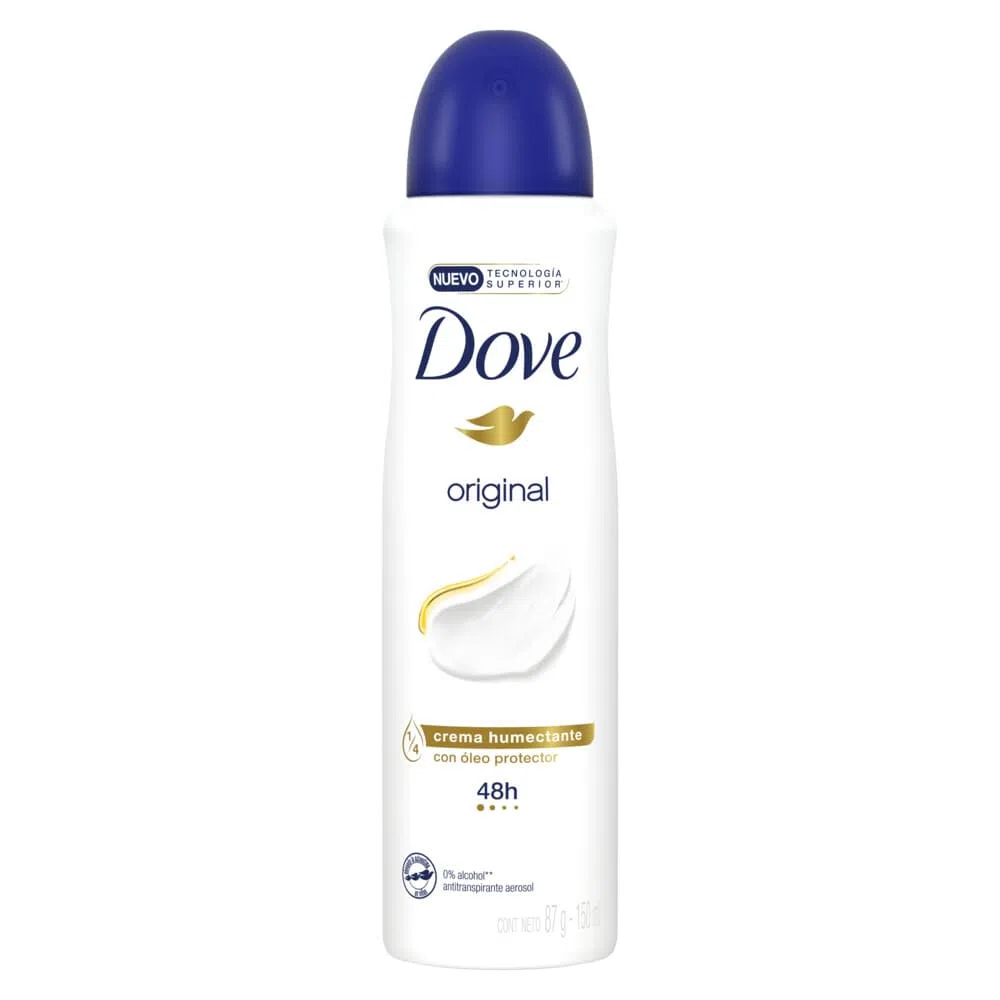 NUEVO
TECNOLOGÍA
SUPERIOR*
Dove
original
1/4
crema humectante
con óleo protector
48h
0% alcohol**
antitranspirante aerosol
CONT NETO 87 g - 150 ml